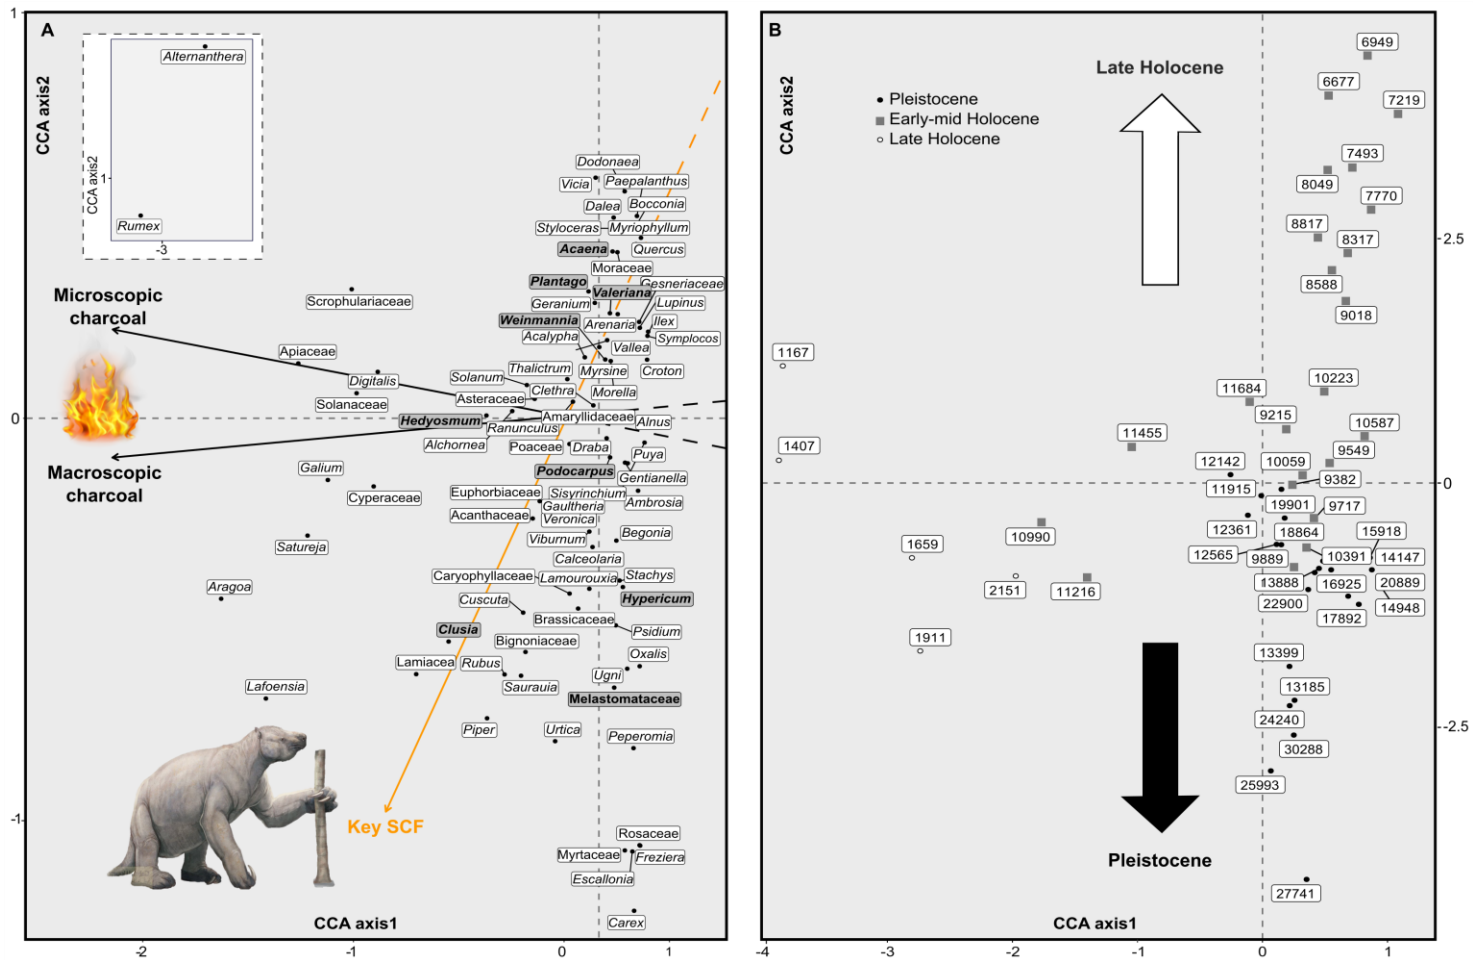 A
1
CCA axis2
Alternanthera
CCA axis2
1
Rumex
-3
Dodonaea
Vicia
Paepalanthus
Dalea
Bocconia
Styloceras
Myriophyllum
Acaena
Quercus
Moraceae
Plantago
Gesneriaceae
Valeriana
Geranium
Lupinus
Weinmannia
Arenaria
Ilex
Acalypha
Symplocos
Vallea
Microscopic
charcoal
Scrophulariaceae
Apiaceae
Digitalis
Solanaceae
Thalictrum
Myrsine
Croton
Solanum
Clethra
Morella
Asteraceae
0
Hedyosmum
Amaryllidaceae
Alnus
Ranunculus
Alchornea
Poaceae
Draba
Puya
Macroscopic
charcoal
Galium
Podocarpus
Gentianella
Cyperaceae
Euphorbiaceae
Sisyrinchium
Ambrosia
Gaultheria
Acanthaceae
Veronica
Satureja
Viburnum
Begonia
Calceolaria
Aragoa
Caryophyllaceae
Lamourouxia
Stachys
Cuscuta
Hypericum
Brassicaceae
Clusia
Psidium
Bignoniaceae
Lamiacea
Rubus
Oxalis
Ugni
Lafoensia
Saurauia
Melastomataceae
Piper
Urtica
Peperomia
-1
Key SCF
Rosaceae
Myrtaceae
Freziera
Escallonia
Carex
CCA axis1
-2
-1
0
1
B
CCA axis2
Late Holocene
Pleistocene
Early-mid Holocene
Late Holocene
6949
6677
7219
7493
8049
7770
8817
8317
2.5
8588
9018
1167
10223
11684
9215
10587
11455
9549
1407
12142
10059
9382
0
11915
19901
9717
12361
18864
15918
10990
1659
12565
9889
10391
14147
2151
11216
13888
16925
20889
22900
14948
17892
1911
13399
13185
24240
-2.5
30288
25993
Pleistocene
27741
CCA axis1
-4
-3
-2
-1
0
1